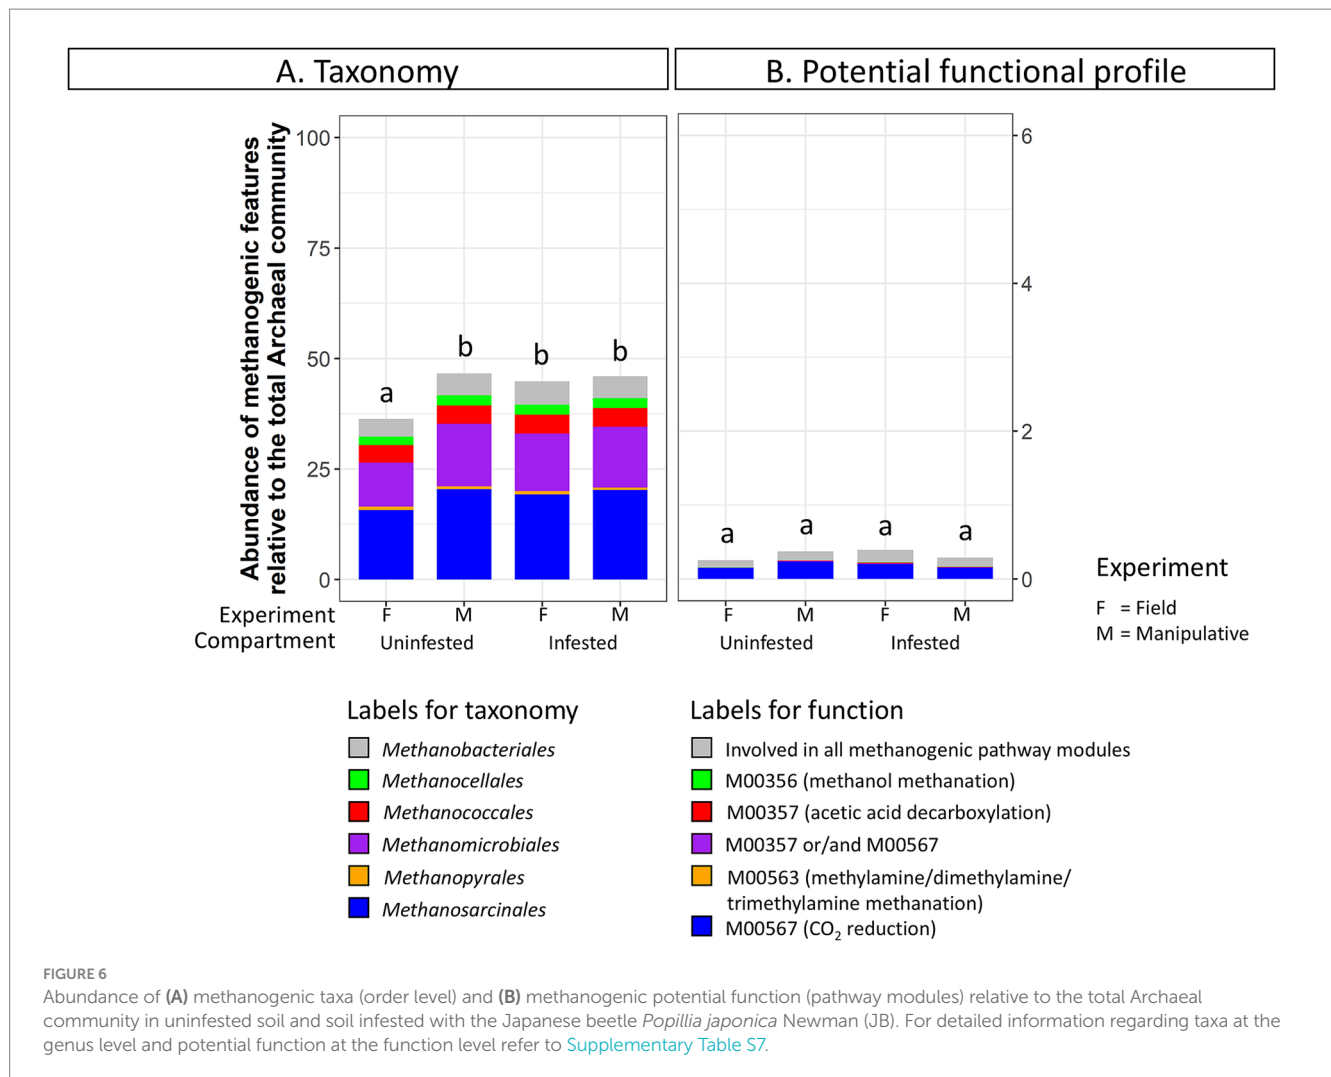 A. Taxonomy
B. Potential functional profile
Abundance of methanogenic features
relative to the total Archaeal community
100
75
50
25
0
a
b
b
b
a
a
a
a
6
4
2
0
Experiment F M F M
Compartment Uninfested Infested
F M F M
Uninfested Infested
Experiment
F = Field
M = Manipulative
Labels for taxonomy
Methanobacteriales
Methanocellales
Methanococcales
Methanomicrobiales
Methanopyrales
Methanosarcinales
Labels for function
Involved in all methanogenic pathway modules
M00356 (methanol methanation)
M00357 (acetic acid decarboxylation)
M00357 or/and M00567
M00563 (methylamine/dimethylamine/
trimethylamine methanation)
M00567 (CO₂ reduction)
FIGURE 6
Abundance of (A) methanogenic taxa (order level) and (B) methanogenic potential function (pathway modules) relative to the total Archaeal
community in uninfested soil and soil infested with the Japanese beetle Popillia japonica Newman (JB). For detailed information regarding taxa at the
genus level and potential function at the function level refer to Supplementary Table S7.